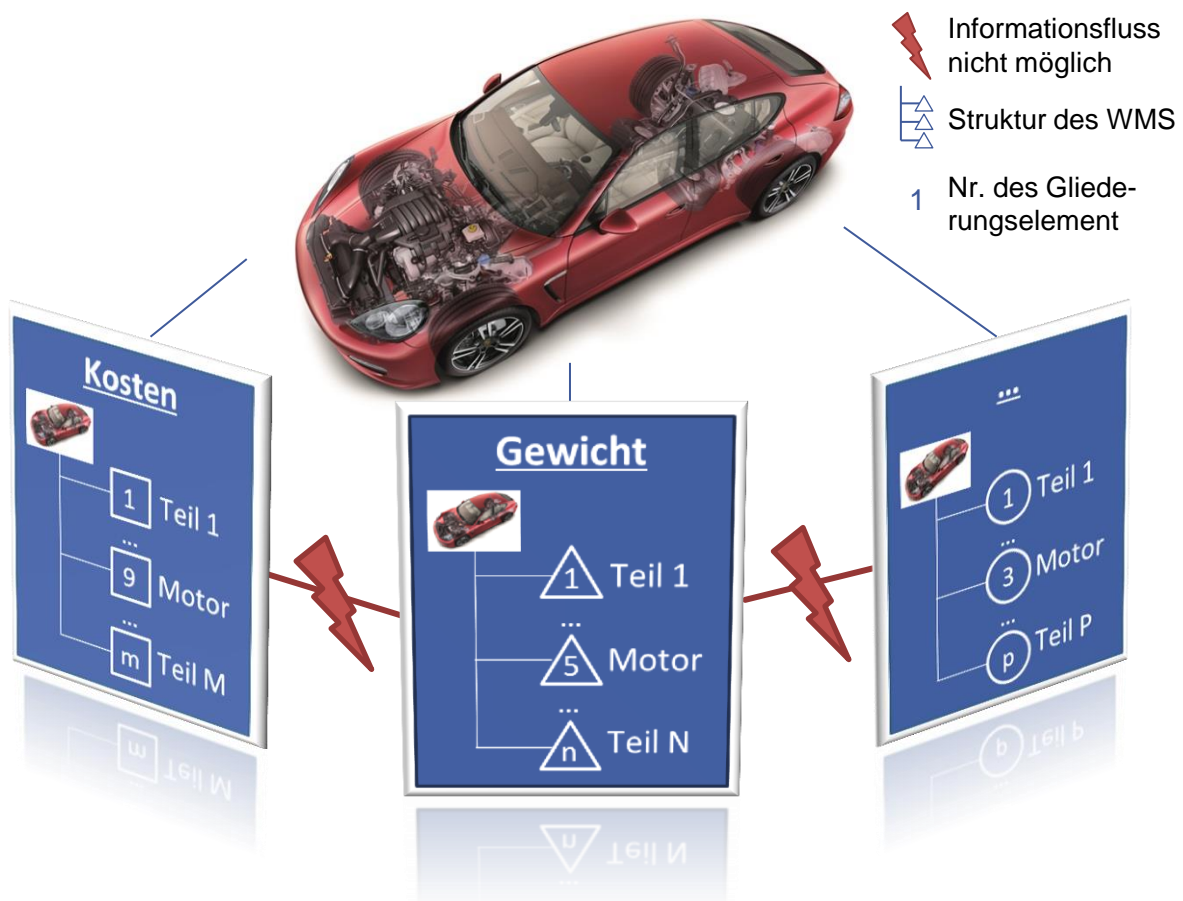 Informationsfluss
nicht möglich
Struktur des WMS
1
Nr. des Gliede-
rungselement
Kosten
1 Teil 1
...
9 Motor
...
m Teil M
Gewicht
1 Teil 1
...
5 Motor
...
n Teil N
...
1 Teil 1
...
3 Motor
...
p Teil P